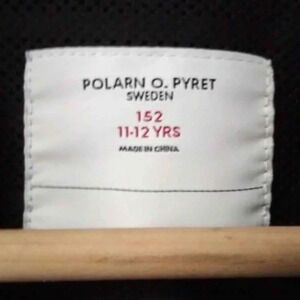 POLARN O. PYRET
SWEDEN
152
11-12 YRS
MADE IN CHINA